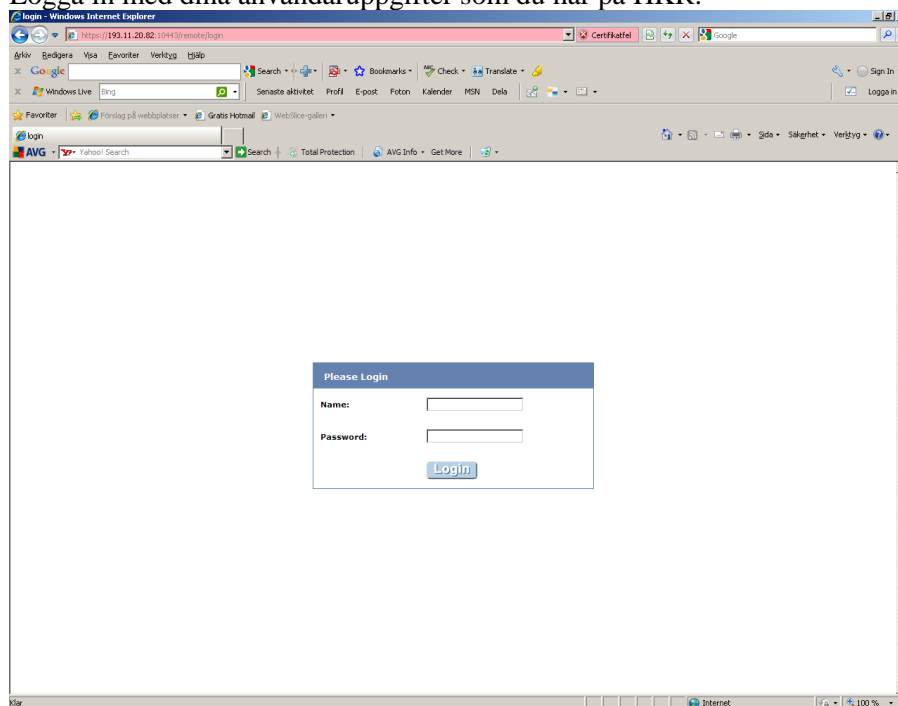 Logga in med dina användaruppgifter som du har på HKR.
login - Windows Internet Explorer
https://193.11.20.82:10443/remote/login Certifikatfel Google
Arkiv Redigera Visa Favoriter Verktyg Hjälp
x Google Search Bookmarks Check Translate Sign In
x Windows Live Bing Senaste aktivitet Profil E-post Foton Kalender MSN Dela Logga in
Favoriter Förslag på webbplatser Gratis Hotmail WebSlice-galleri
login Sida Säkerhet Verktyg
AVG Yahoo! Search Search Total Protection AVG Info Get More
Please Login
Name:
Password:
Login
Klar Internet 100 %